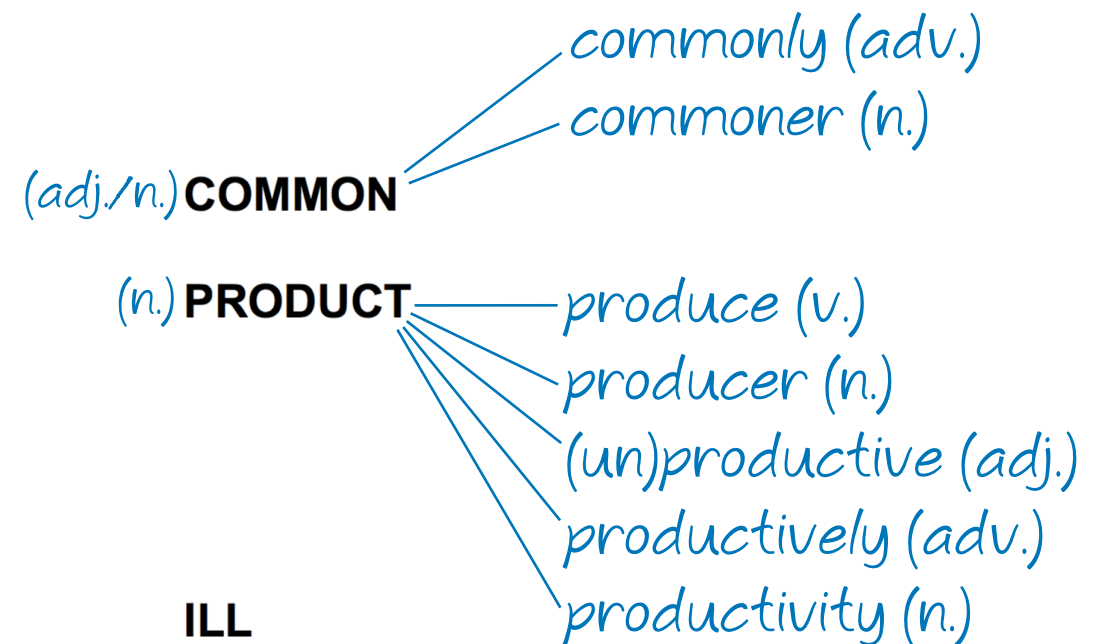 commonly (adv.)
commoner (n.)
(adj./n.) COMMON
(n.) PRODUCT
produce (v.)
producer (n.)
(un)productive (adj.)
productively (adv.)
productivity (n.)
ILL